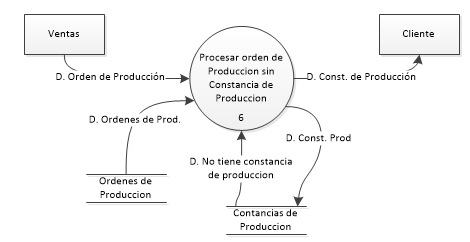 Ventas
Cliente
Procesar orden de
Produccion sin
Constancia de
Produccion
6
D. Orden de Producción
D. Const. de Producción
D. Ordenes de Prod.
D. Const. Prod
D. No tiene constancia
de produccion
Ordenes de
Produccion
Contancias de
Produccion